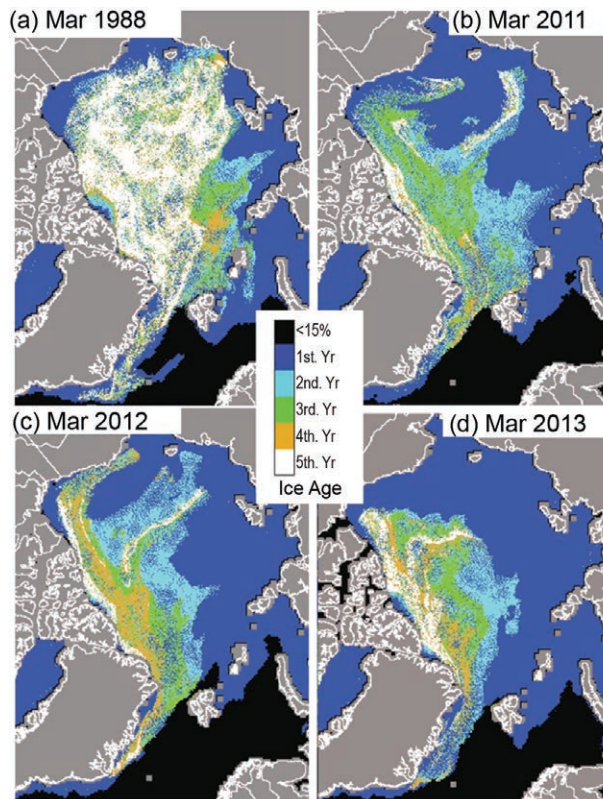 (a) Mar 1988
(b) Mar 2011
<15%
1st. Yr
2nd. Yr
3rd. Yr
4th. Yr
5th. Yr
Ice Age
(c) Mar 2012
(d) Mar 2013